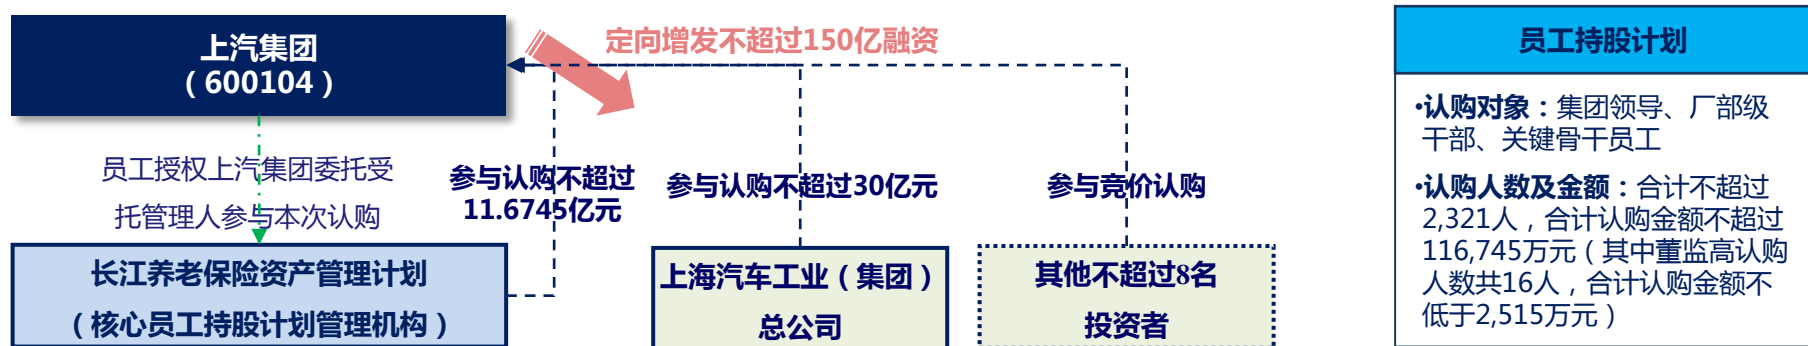 上汽集团
（600104）
定向增发不超过150亿融资
员工授权上汽集团委托受
托管理人参与本次认购
参与认购不超过
11.6745亿元
参与认购不超过30亿元
参与竞价认购
长江养老保险资产管理计划
（核心员工持股计划管理机构）
上海汽车工业（集团）
总公司
其他不超过8名
投资者
员工持股计划
•认购对象：集团领导、厂部级
干部、关键骨干员工
•认购人数及金额：合计不超过
2,321人，合计认购金额不超过
116,745万元（其中董监高认购
人数共16人，合计认购金额不
低于2,515万元）